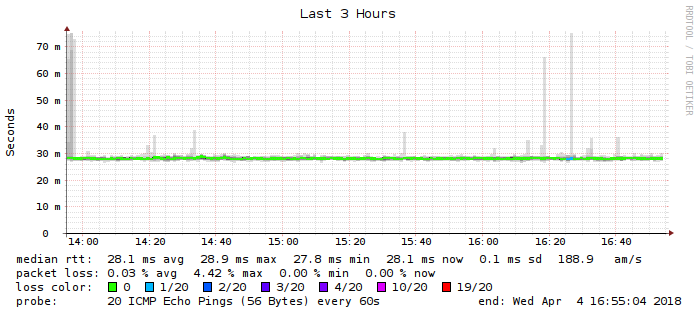 Last 3 Hours
RRDTOOL / TOBI OETIKER
Seconds
70 m
60 m
50 m
40 m
30 m
20 m
10 m
0
14:00 14:20 14:40 15:00 15:20 15:40 16:00 16:20 16:40
median rtt: 28.1 ms avg 28.9 ms max 27.8 ms min 28.1 ms now 0.1 ms sd 188.9 am/s
packet loss: 0.03 % avg 4.42 % max 0.00 % min 0.00 % now
loss color: 0 1/20 2/20 3/20 4/20 10/20 19/20
probe: 20 ICMP Echo Pings (56 Bytes) every 60s end: Wed Apr 4 16:55:04 2018